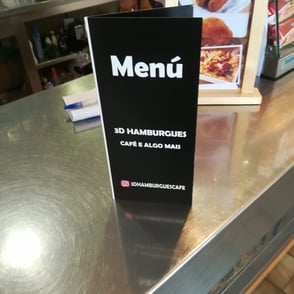 Menú
3D HAMBURGUES
CAFÉ E ALGO MAIS
3DHAMBURGUESCAFE